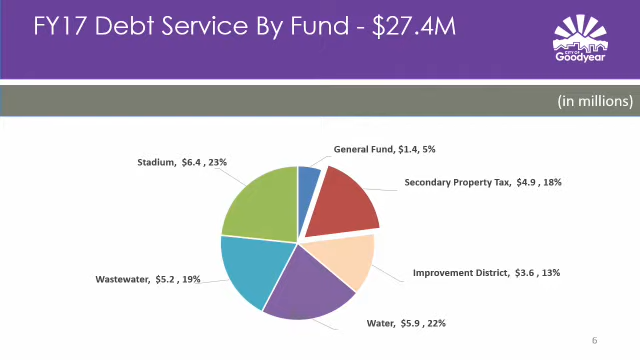 FY17 Debt Service By Fund - $27.4M
CITY OF
Goodyear
(in millions)
General Fund, $1.4, 5%
Stadium, $6.4 , 23%
Secondary Property Tax, $4.9 , 18%
Improvement District, $3.6 , 13%
Wastewater, $5.2 , 19%
Water, $5.9 , 22%
6